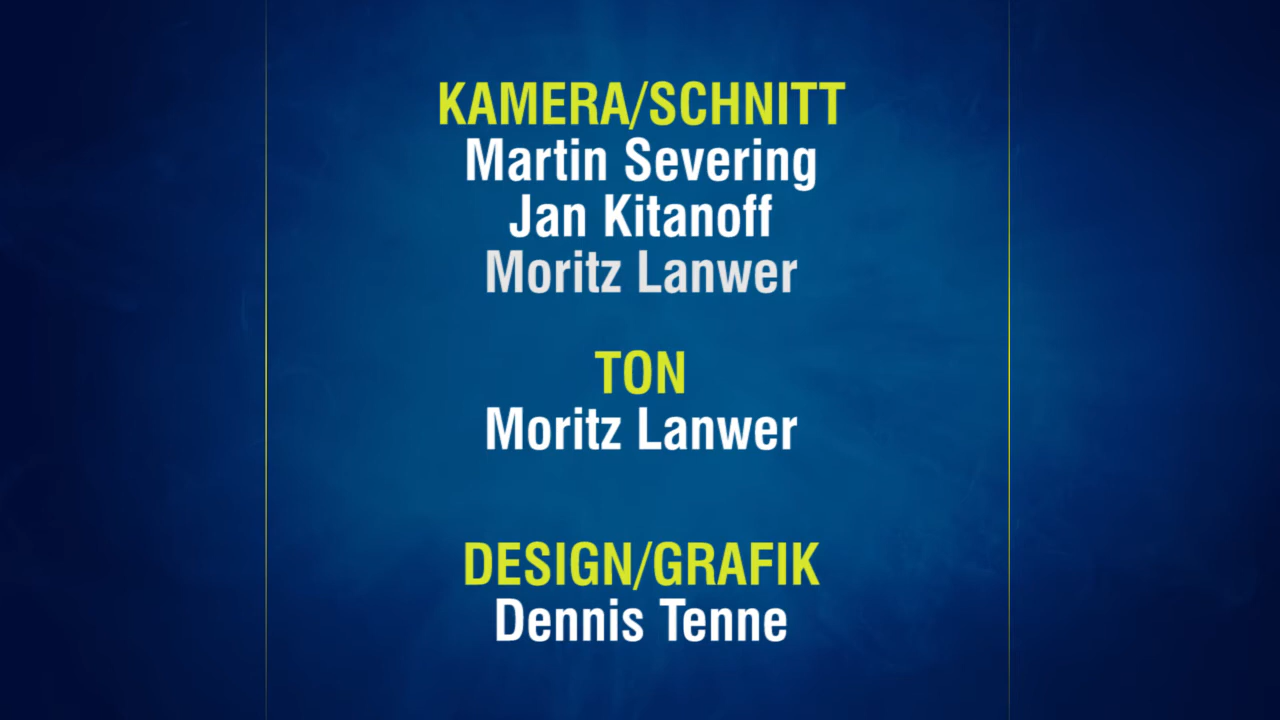 KAMERA/SCHNITT
Martin Severing
Jan Kitanoff
Moritz Lanwer
TON
Moritz Lanwer
DESIGN/GRAFIK
Dennis Tenne